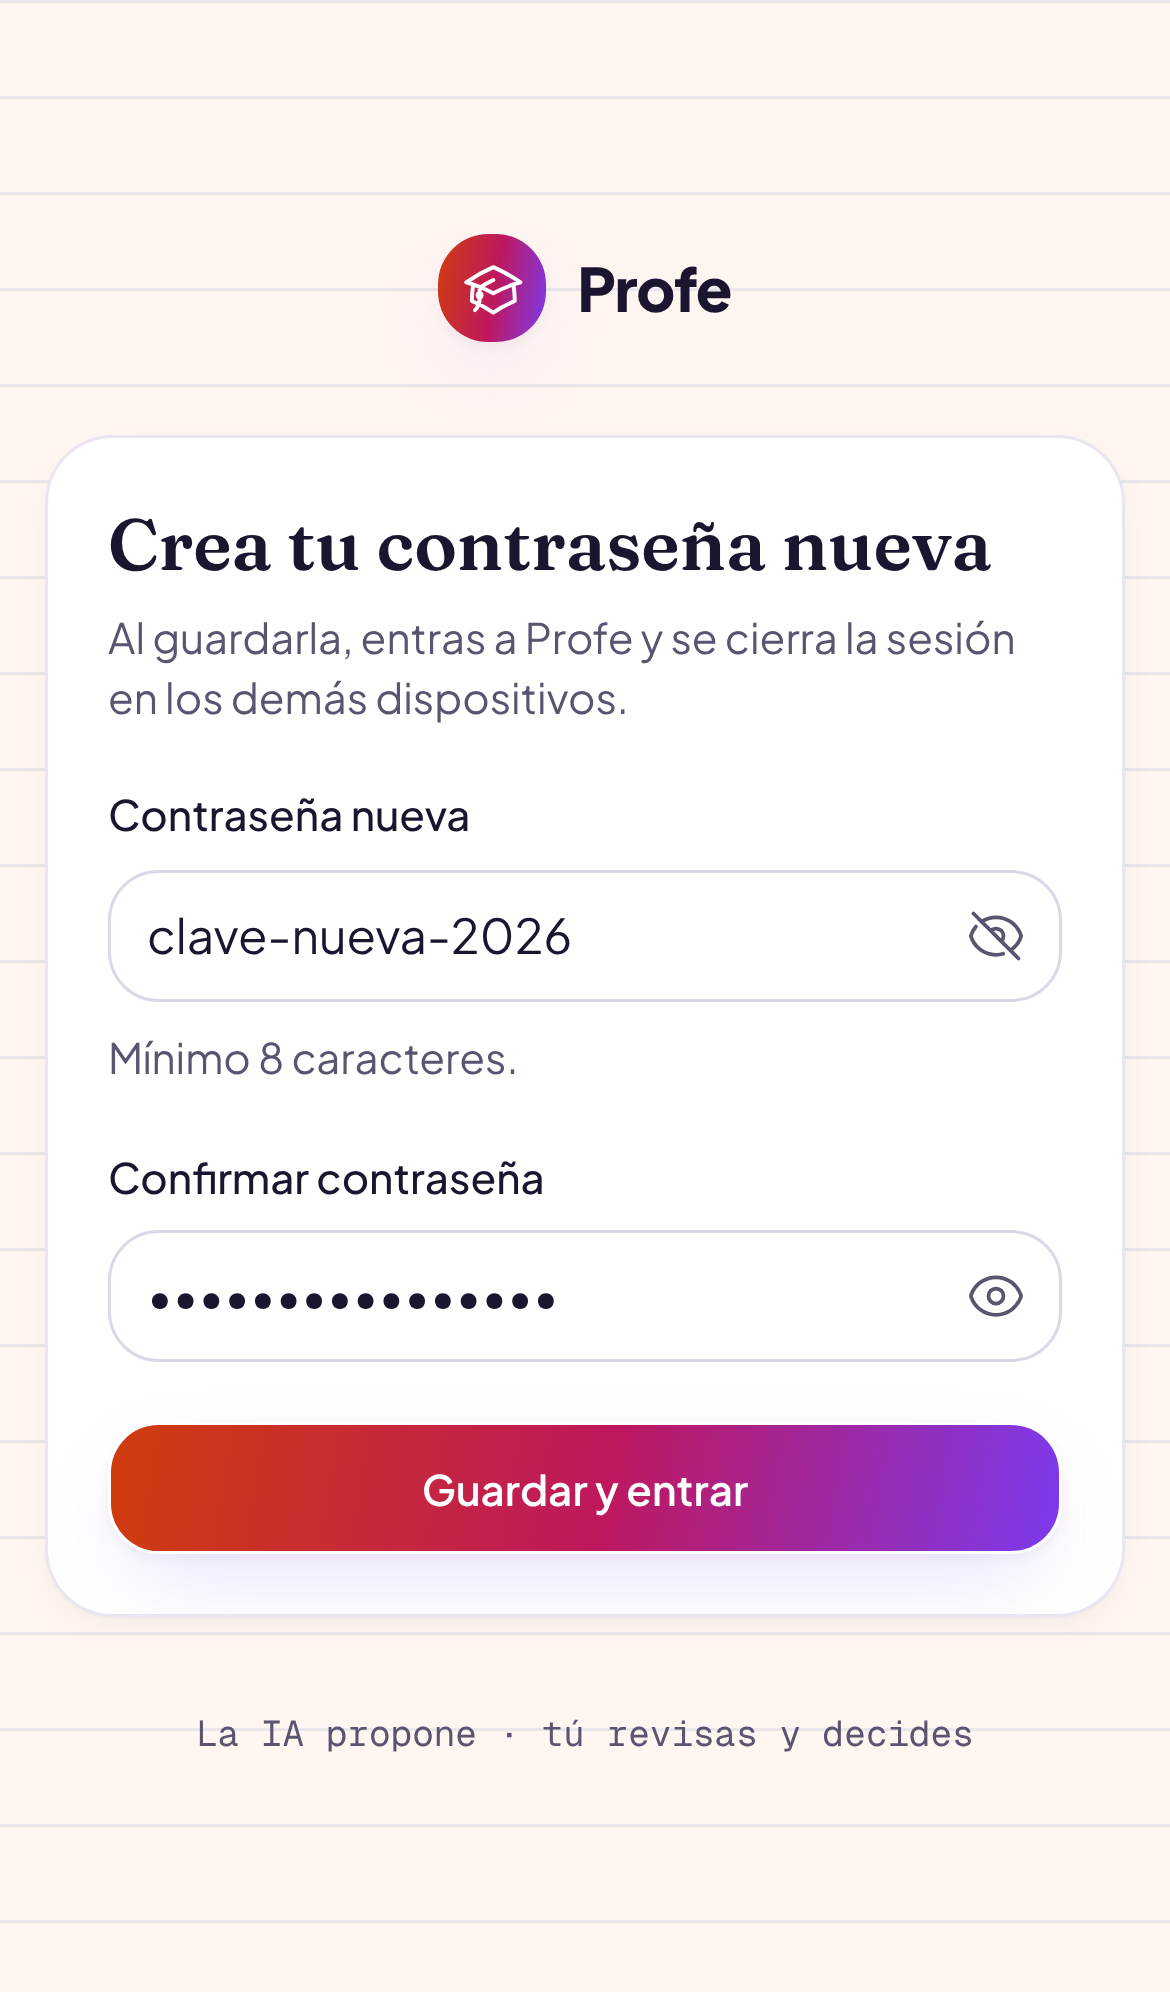 Profe
Crea tu contraseña nueva
Al guardarla, entras a Profe y se cierra la sesión
en los demás dispositivos.
Contraseña nueva
clave-nueva-2026
Mínimo 8 caracteres.
Confirmar contraseña
••••••••••••••••
Guardar y entrar
La IA propone · tú revisas y decides